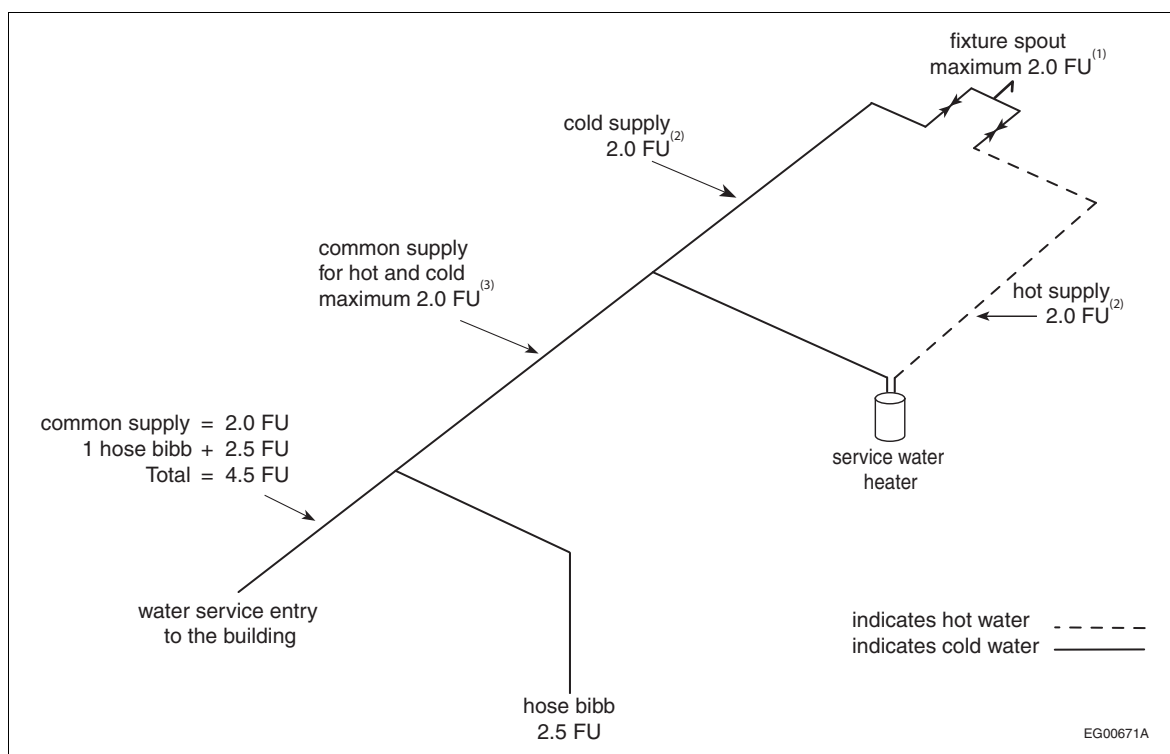 fixture spout
maximum 2.0 FU(1)
cold supply
2.0 FU(2)
common supply
for hot and cold
maximum 2.0 FU(3)
hot supply
2.0 FU(2)
common supply = 2.0 FU
1 hose bibb + 2.5 FU
Total = 4.5 FU
service water
heater
water service entry
to the building
indicates hot water
indicates cold water
hose bibb
2.5 FU
EG00671A